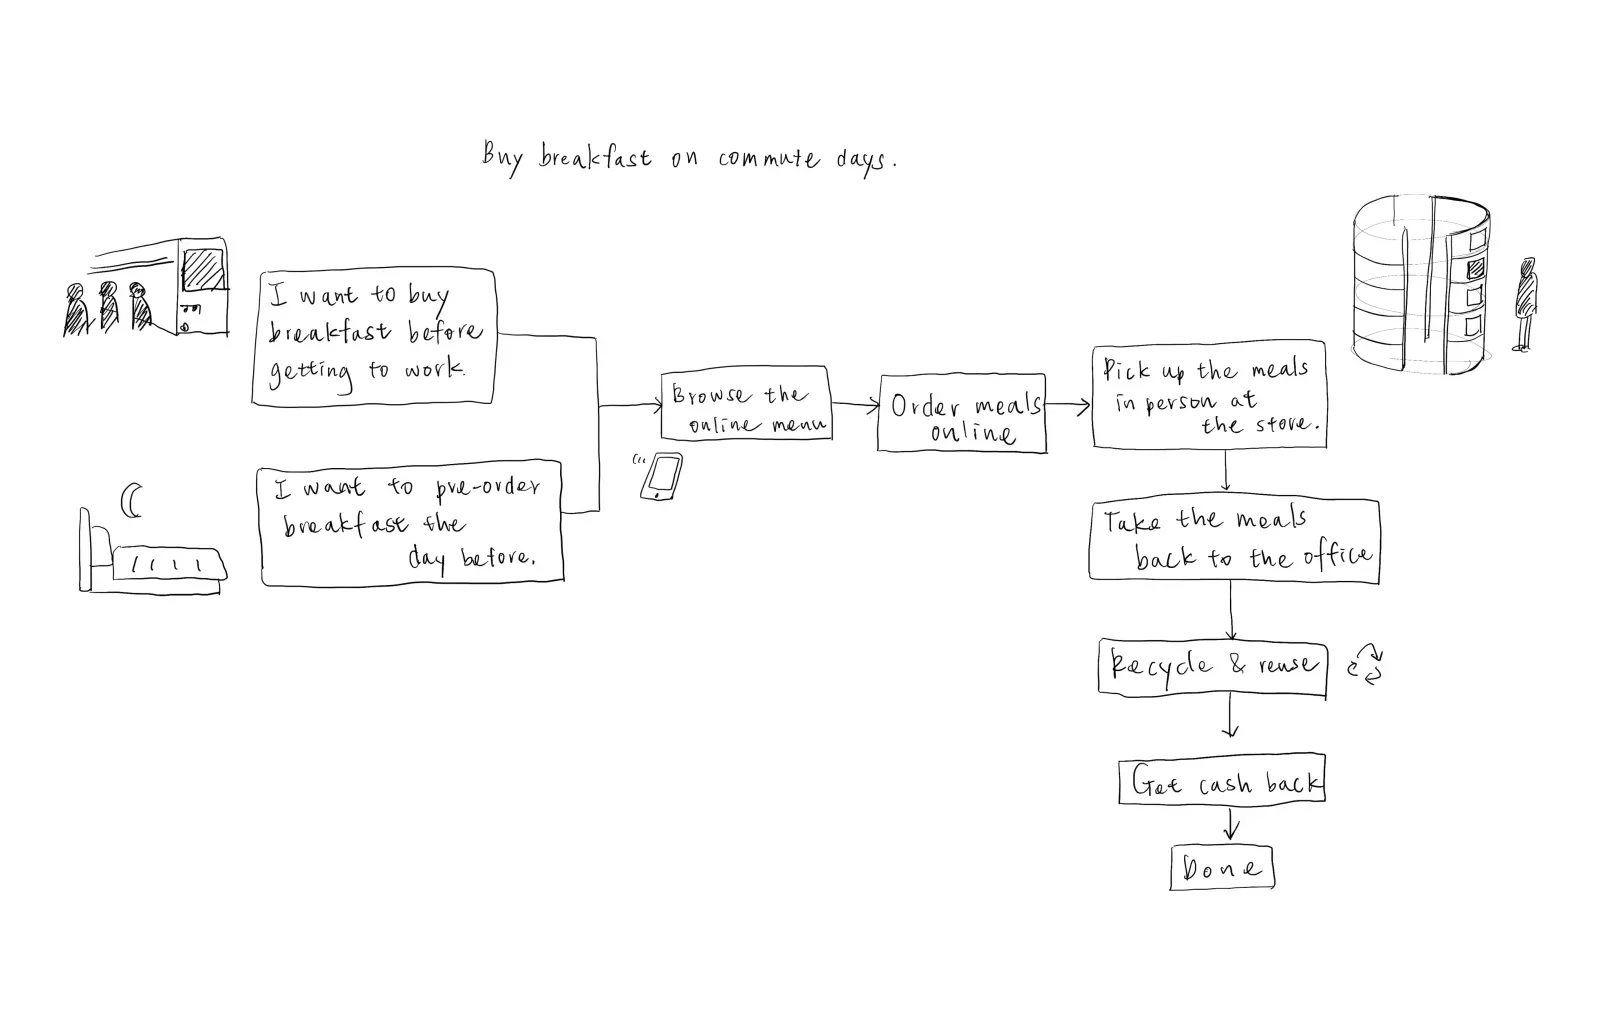 Buy breakfast on commute days.
I want to buy
breakfast before
getting to work.
I want to pre-order
breakfast the
day before.
Browse the
online menu
Order meals
online
Pick up the meals
in person at
the store.
Take the meals
back to the office
Recycle & reuse
Get cash back
Done